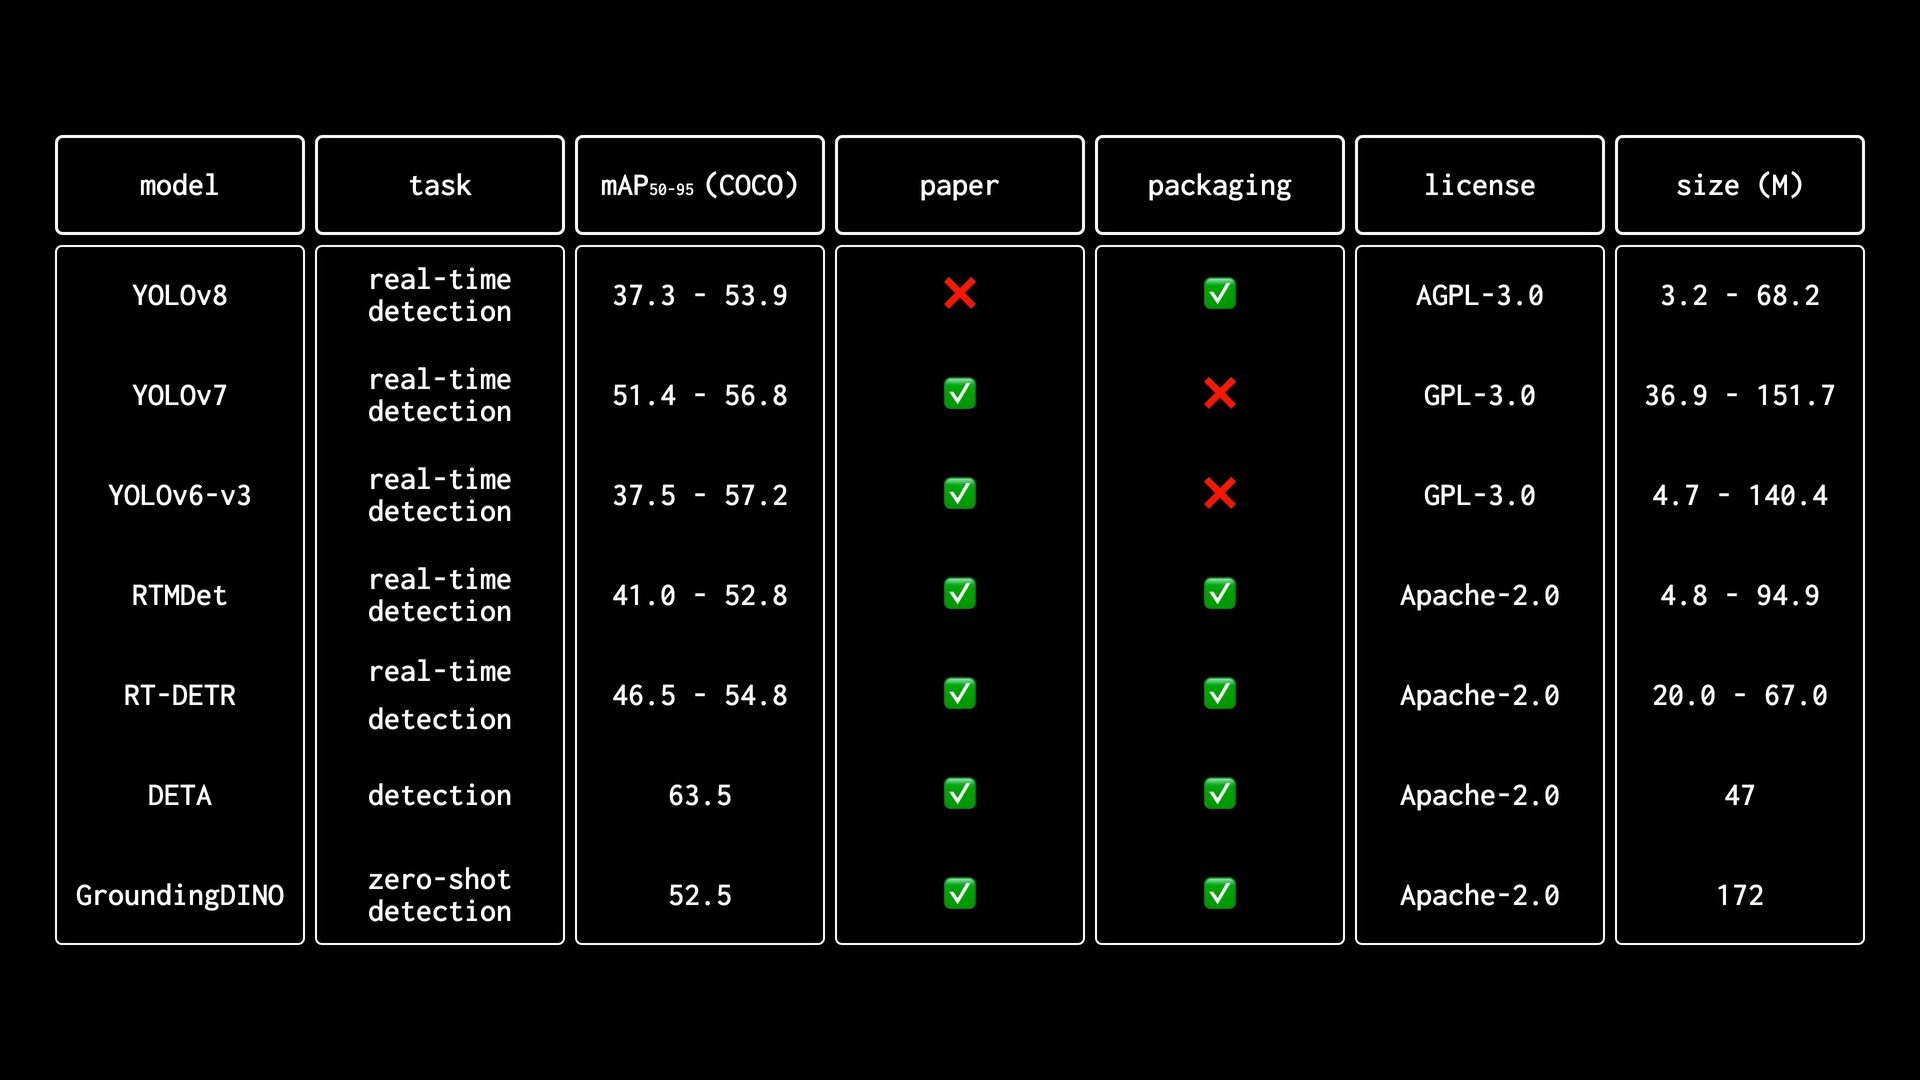 model task mAP50-95 (COCO) paper packaging license size (M)
YOLOv8 real-time detection 37.3 - 53.9 ❌ ✅ AGPL-3.0 3.2 - 68.2
YOLOv7 real-time detection 51.4 - 56.8 ✅ ❌ GPL-3.0 36.9 - 151.7
YOLOv6-v3 real-time detection 37.5 - 57.2 ✅ ❌ GPL-3.0 4.7 - 140.4
RTMDet real-time detection 41.0 - 52.8 ✅ ✅ Apache-2.0 4.8 - 94.9
RT-DETR real-time detection 46.5 - 54.8 ✅ ✅ Apache-2.0 20.0 - 67.0
DETA detection 63.5 ✅ ✅ Apache-2.0 47
GroundingDINO zero-shot detection 52.5 ✅ ✅ Apache-2.0 172